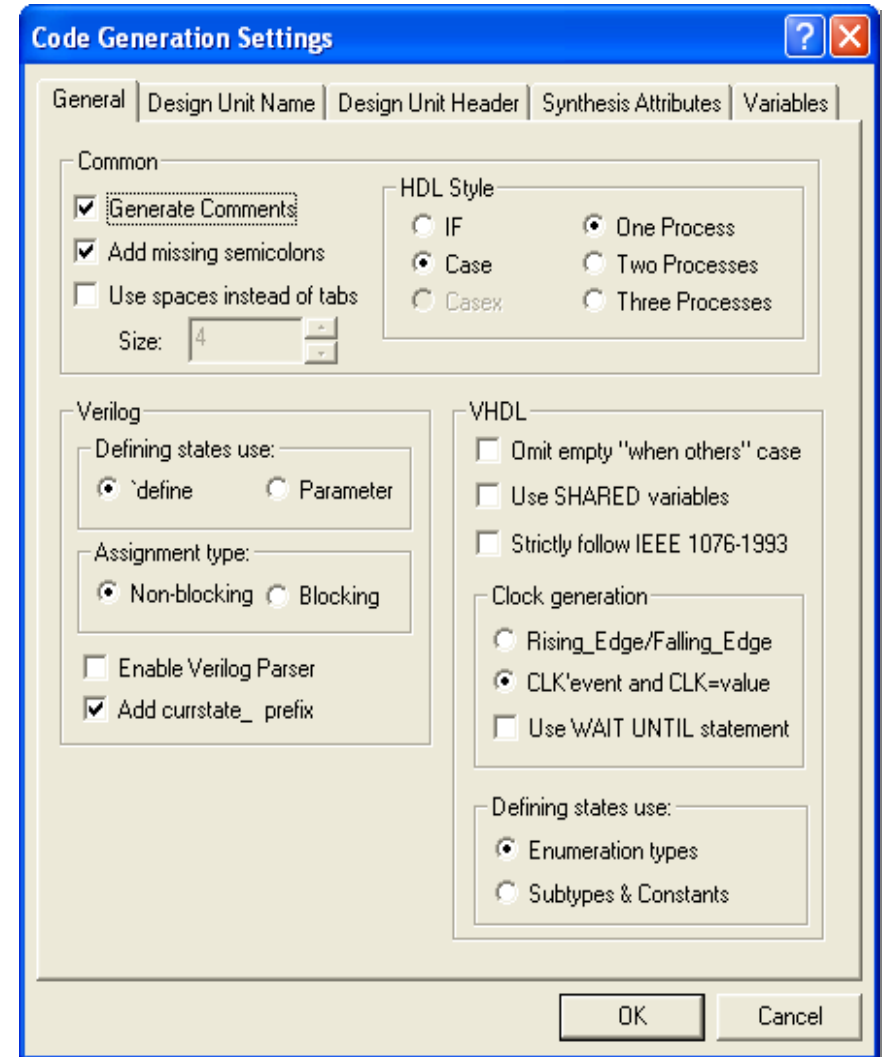 Code Generation Settings
General Design Unit Name Design Unit Header Synthesis Attributes Variables
Common
Generate Comments
Add missing semicolons
Use spaces instead of tabs
Size: 4
HDL Style
IF One Process
Case Two Processes
Casex Three Processes
Verilog
Defining states use:
`define Parameter
Assignment type:
Non-blocking Blocking
Enable Verilog Parser
Add currstate_ prefix
VHDL
Omit empty "when others" case
Use SHARED variables
Strictly follow IEEE 1076-1993
Clock generation
Rising_Edge/Falling_Edge
CLK'event and CLK=value
Use WAIT UNTIL statement
Defining states use:
Enumeration types
Subtypes & Constants
OK Cancel